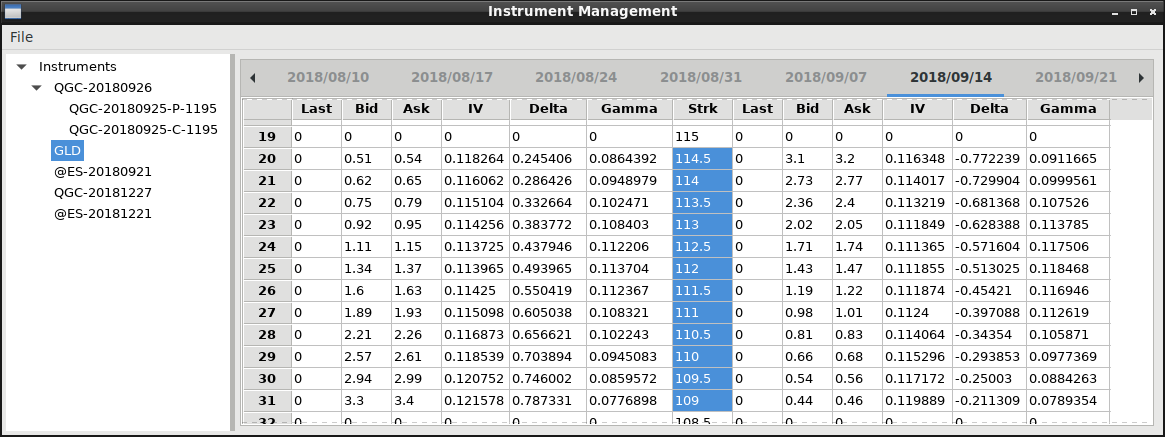 Instrument Management
File
Instruments
QGC-20180926
QGC-20180925-P-1195
QGC-20180925-C-1195
GLD
@ES-20180921
QGC-20181227
@ES-20181221
2018/08/10 2018/08/17 2018/08/24 2018/08/31 2018/09/07 2018/09/14 2018/09/21
Last Bid Ask IV Delta Gamma Strk Last Bid Ask IV Delta Gamma
19 0 0 0 0 0 0 115 0 0 0 0 0 0
20 0 0.51 0.54 0.118264 0.245406 0.0864392 114.5 0 3.1 3.2 0.116348 -0.772239 0.0911665
21 0 0.62 0.65 0.116062 0.286426 0.0948979 114 0 2.73 2.77 0.114017 -0.729904 0.0999561
22 0 0.75 0.79 0.115104 0.332664 0.102471 113.5 0 2.36 2.4 0.113219 -0.681368 0.107526
23 0 0.92 0.95 0.114256 0.383772 0.108403 113 0 2.02 2.05 0.111849 -0.628388 0.113785
24 0 1.11 1.15 0.113725 0.437946 0.112206 112.5 0 1.71 1.74 0.111365 -0.571604 0.117506
25 0 1.34 1.37 0.113965 0.493965 0.113704 112 0 1.43 1.47 0.111855 -0.513025 0.118468
26 0 1.6 1.63 0.11425 0.550419 0.112367 111.5 0 1.19 1.22 0.111874 -0.45421 0.116946
27 0 1.89 1.93 0.115098 0.605038 0.108321 111 0 0.98 1.01 0.1124 -0.397088 0.112619
28 0 2.21 2.26 0.116873 0.656621 0.102243 110.5 0 0.81 0.83 0.114064 -0.34354 0.105871
29 0 2.57 2.61 0.118539 0.703894 0.0945083 110 0 0.66 0.68 0.115296 -0.293853 0.0977369
30 0 2.94 2.99 0.120752 0.746002 0.0859572 109.5 0 0.54 0.56 0.117172 -0.25003 0.0884263
31 0 3.3 3.4 0.121578 0.787331 0.0776898 109 0 0.44 0.46 0.119889 -0.211309 0.0789354
32 0 0 0 0 0 0 108.5 0 0 0 0 0 0